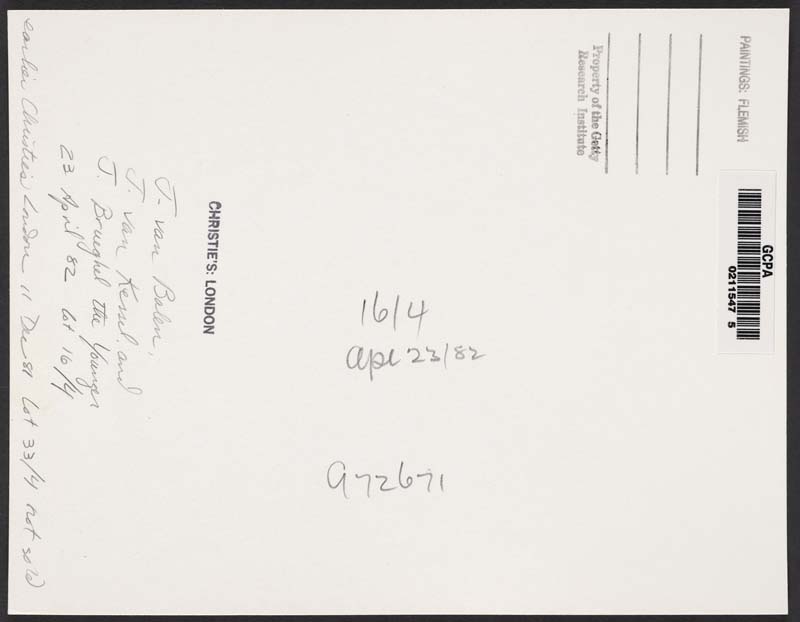 PAINTINGS: FLEMISH
Property of the Getty
Research Institute
GCPA
0211547 5
CHRISTIE'S: LONDON
J. van Balen,
J. van Kessel, and
J. Brueghel the Younger
23 April 82 lot 16/4
earlier Christie's London 11 Dec 81 lot 33/4 not sold
16/4
Apr 23/82
972671